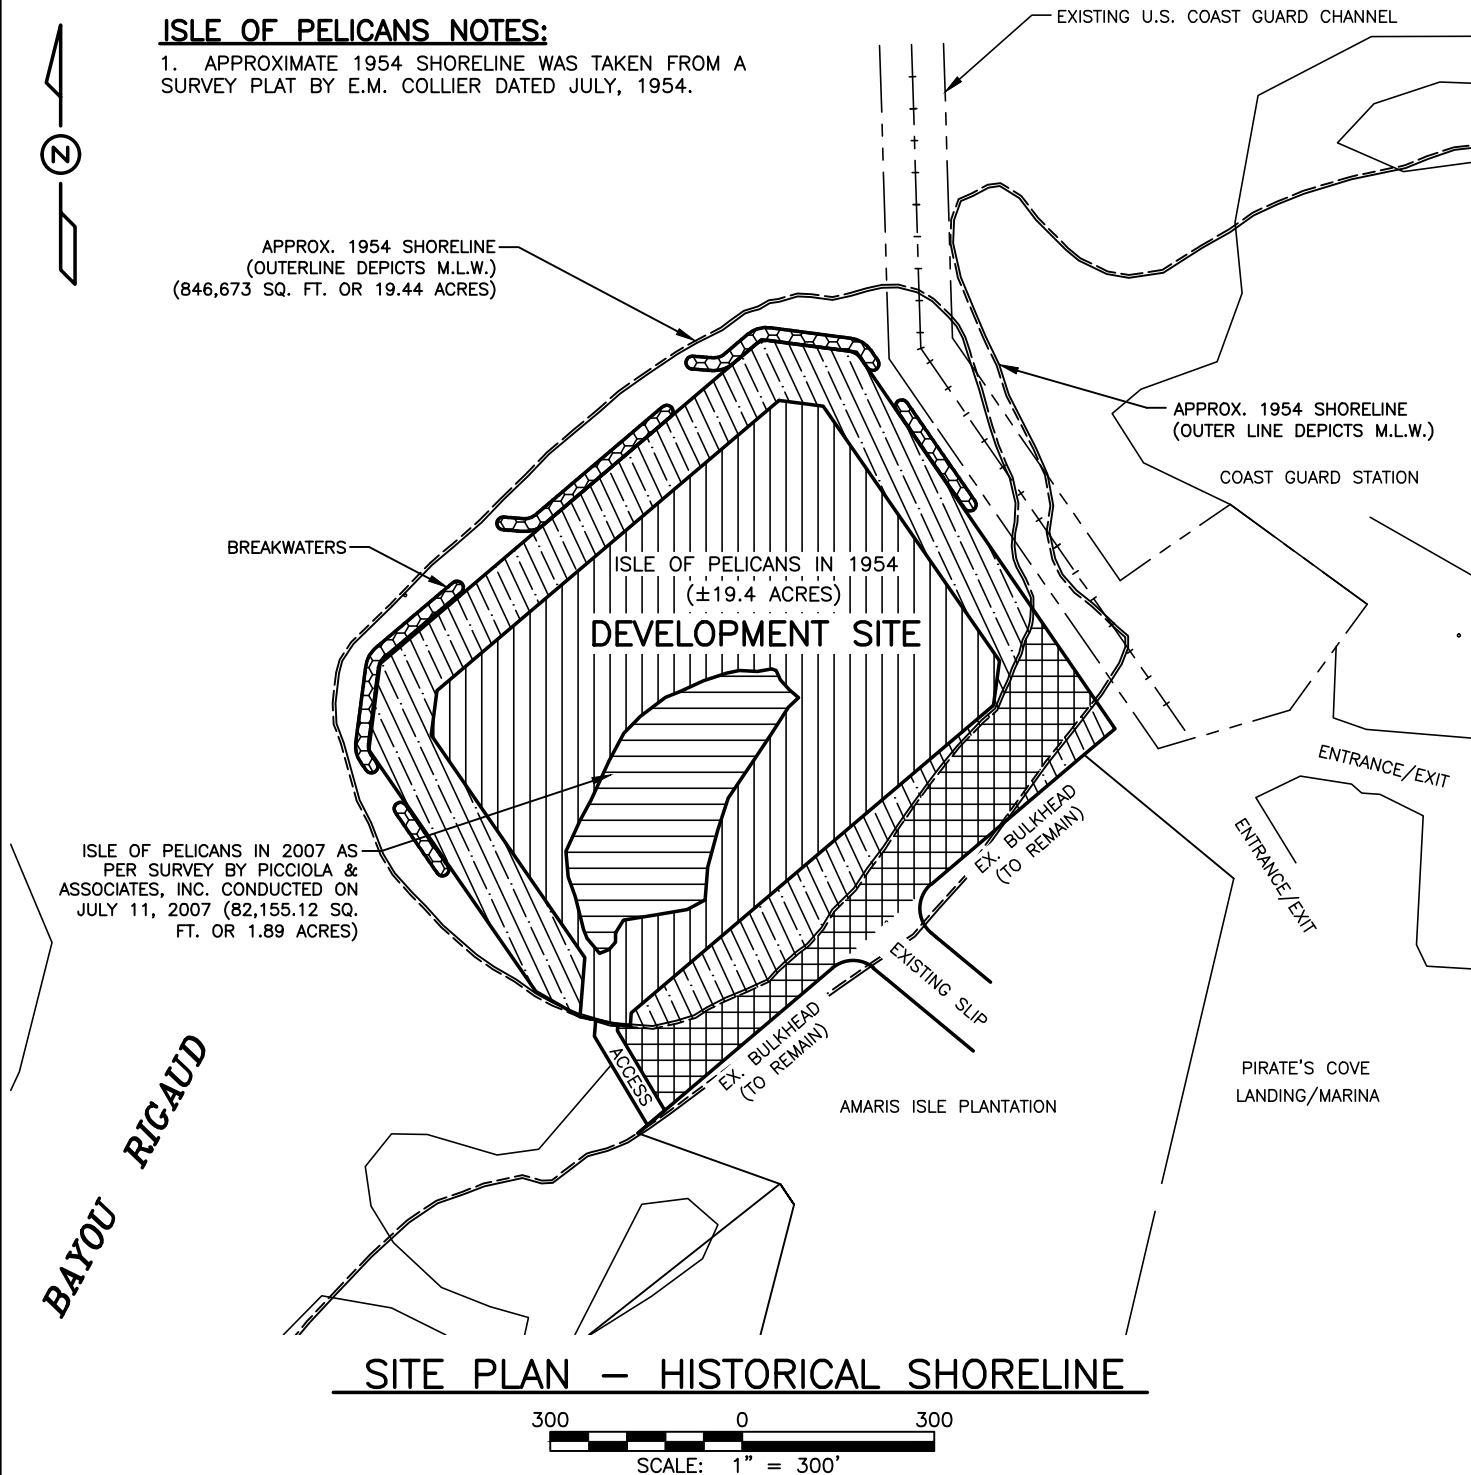 ISLE OF PELICANS NOTES:
1. APPROXIMATE 1954 SHORELINE WAS TAKEN FROM A
SURVEY PLAT BY E.M. COLLIER DATED JULY, 1954.
EXISTING U.S. COAST GUARD CHANNEL
N
APPROX. 1954 SHORELINE
(OUTERLINE DEPICTS M.L.W.)
(846,673 SQ. FT. OR 19.44 ACRES)
APPROX. 1954 SHORELINE
(OUTER LINE DEPICTS M.L.W.)
COAST GUARD STATION
BREAKWATERS
ISLE OF PELICANS IN 1954
(±19.4 ACRES)
DEVELOPMENT SITE
ENTRANCE/EXIT
ENTRANCE/EXIT
EX. BULKHEAD
(TO REMAIN)
ISLE OF PELICANS IN 2007 AS
PER SURVEY BY PICCIOLA &
ASSOCIATES, INC. CONDUCTED ON
JULY 11, 2007 (82,155.12 SQ.
FT. OR 1.89 ACRES)
EXISTING SLIP
EX. BULKHEAD
(TO REMAIN)
ACCESS
BAYOU RIGAUD
AMARIS ISLE PLANTATION
PIRATE'S COVE
LANDING/MARINA
SITE PLAN – HISTORICAL SHORELINE
300 0 300
SCALE: 1" = 300'